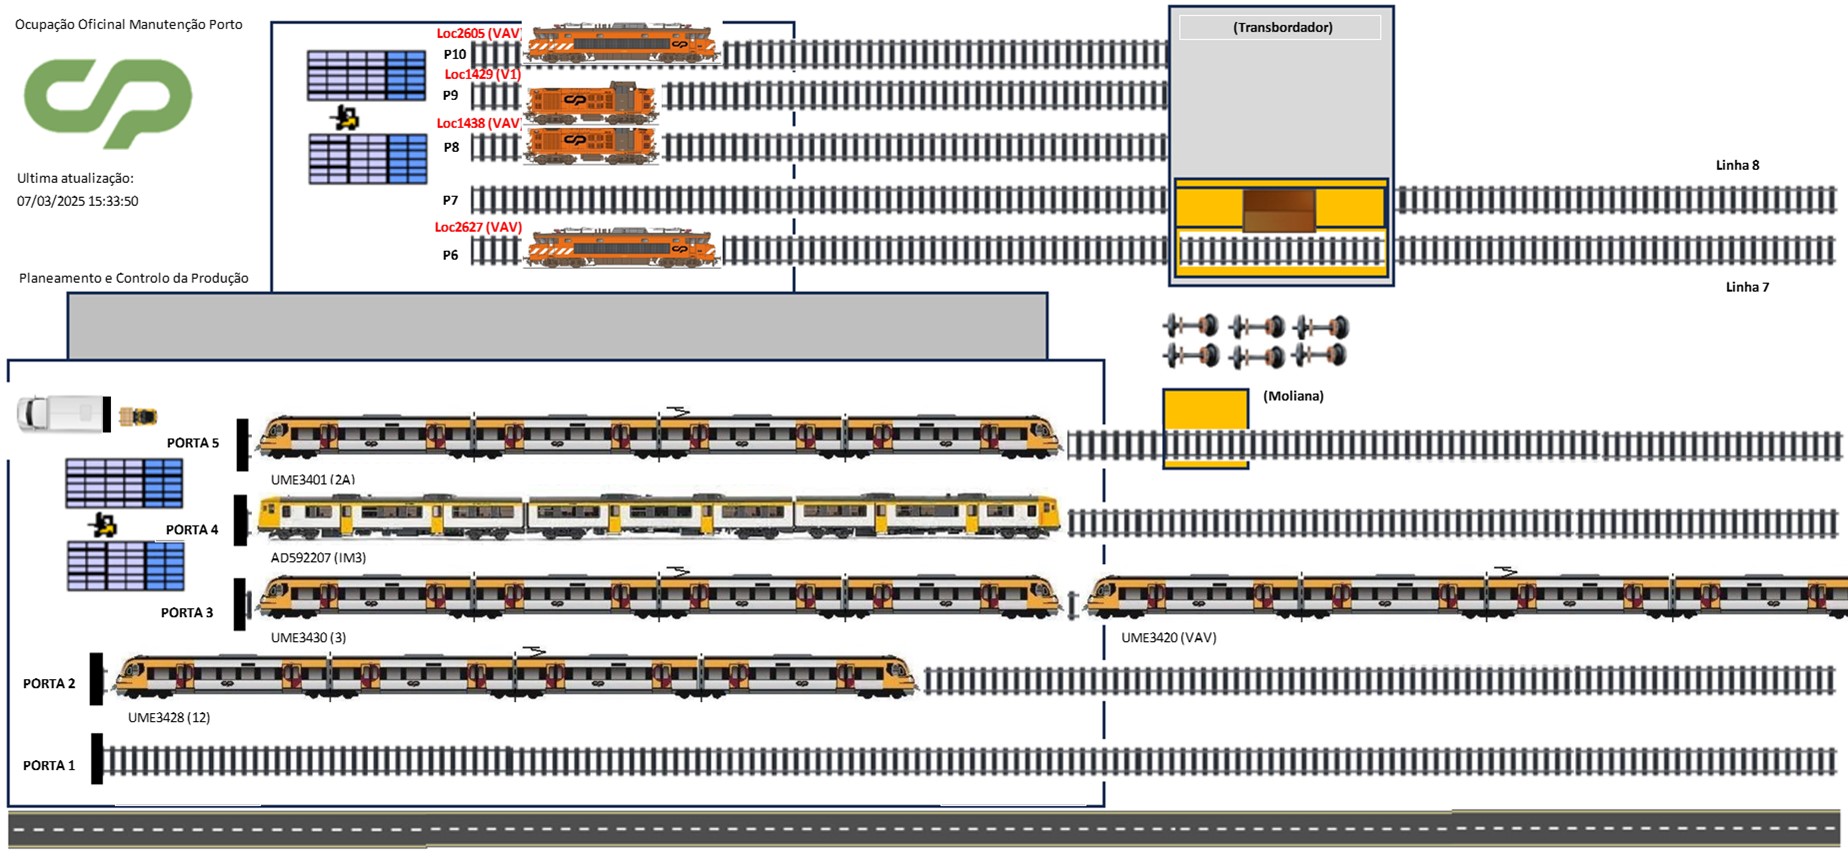 Ocupação Oficinal Manutenção Porto
CP
Ultima atualização:
07/03/2025 15:33:50
Planeamento e Controlo da Produção
Loc2605 (VAV)
P10
Loc1429 (V1)
P9
Loc1438 (VAV)
P8
P7
Loc2627 (VAV)
P6
(Transbordador)
Linha 8
Linha 7
(Moliana)
PORTA 5
UME3401 (2A)
PORTA 4
AD592207 (IM3)
PORTA 3
UME3430 (3)
UME3420 (VAV)
PORTA 2
UME3428 (12)
PORTA 1